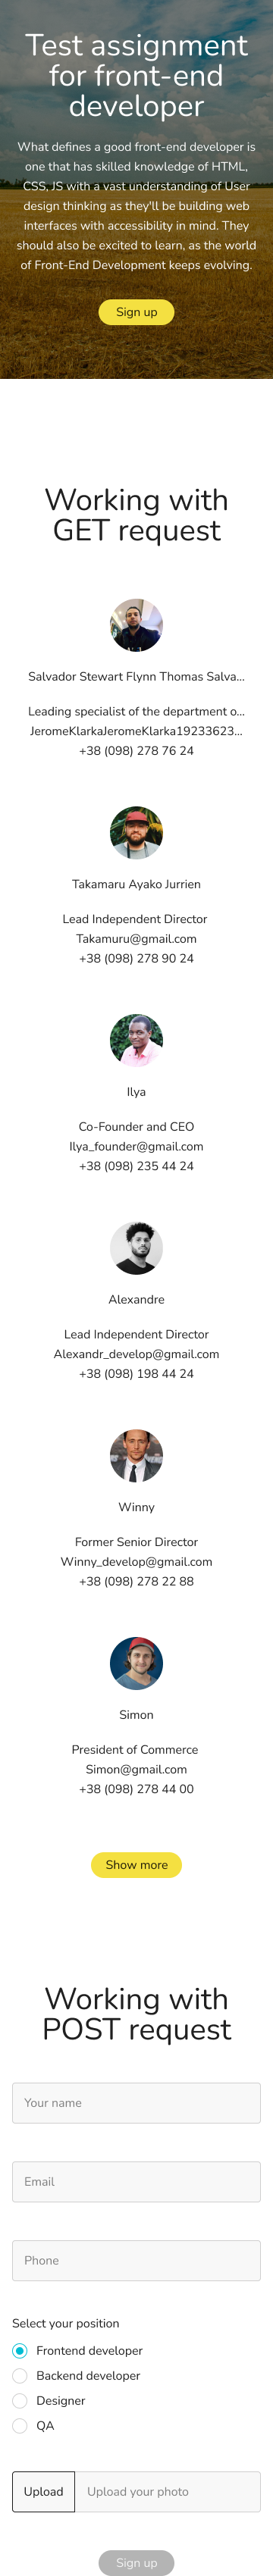 Test assignment
for front-end
developer
What defines a good front-end developer is
one that has skilled knowledge of HTML,
CSS, JS with a vast understanding of User
design thinking as they'll be building web
interfaces with accessibility in mind. They
should also be excited to learn, as the world
of Front-End Development keeps evolving.
Sign up
Working with
GET request
Salvador Stewart Flynn Thomas Salva...
Leading specialist of the department o...
JeromeKlarkaJeromeKlarka19233623...
+38 (098) 278 76 24
Takamaru Ayako Jurrien
Lead Independent Director
Takamuru@gmail.com
+38 (098) 278 90 24
Ilya
Co-Founder and CEO
Ilya_founder@gmail.com
+38 (098) 235 44 24
Alexandre
Lead Independent Director
Alexandr_develop@gmail.com
+38 (098) 198 44 24
Winny
Former Senior Director
Winny_develop@gmail.com
+38 (098) 278 22 88
Simon
President of Commerce
Simon@gmail.com
+38 (098) 278 44 00
Show more
Working with
POST request
Your name
Email
Phone
Select your position
Frontend developer
Backend developer
Designer
QA
Upload Upload your photo
Sign up